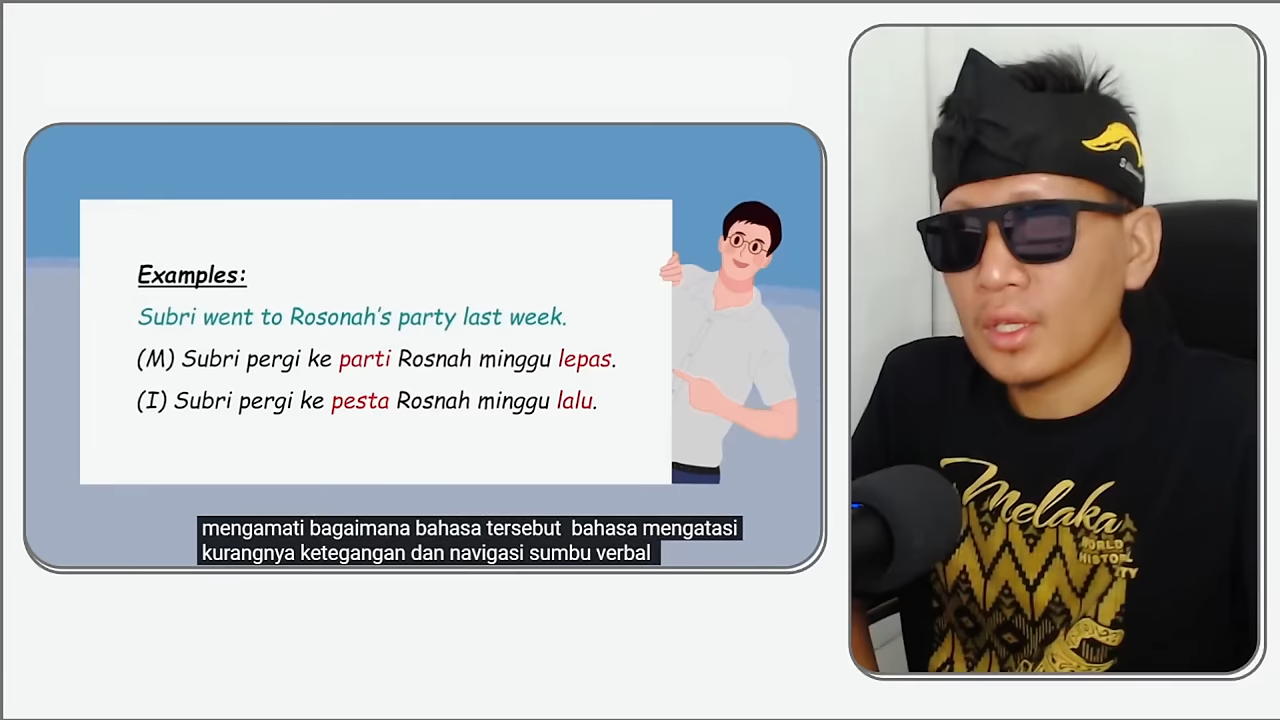 Examples:
Subri went to Rosonah's party last week.
(M) Subri pergi ke parti Rosnah minggu lepas.
(I) Subri pergi ke pesta Rosnah minggu lalu.
mengamati bagaimana bahasa tersebut bahasa mengatasi
kurangnya ketegangan dan navigasi sumbu verbal
Melaka
WORLD